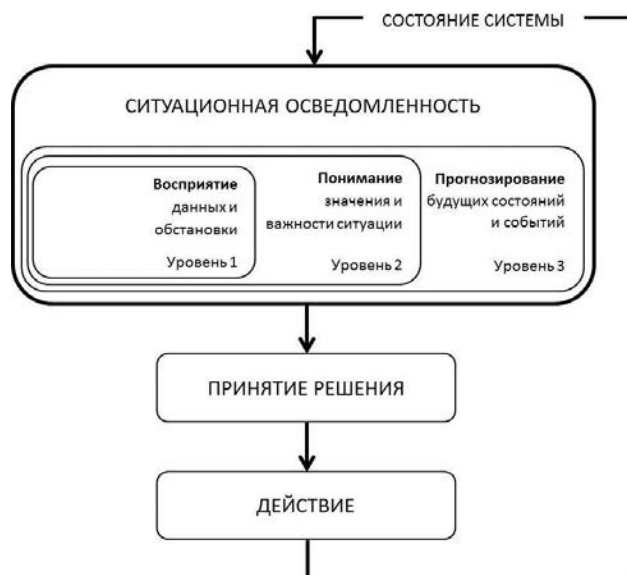 СОСТОЯНИЕ СИСТЕМЫ
СИТУАЦИОННАЯ ОСВЕДОМЛЕННОСТЬ
Восприятие
данных и
обстановки
Уровень 1
Понимание
значения и
важности ситуации
Уровень 2
Прогнозирование
будущих состояний
и событий
Уровень 3
ПРИНЯТИЕ РЕШЕНИЯ
ДЕЙСТВИЕ